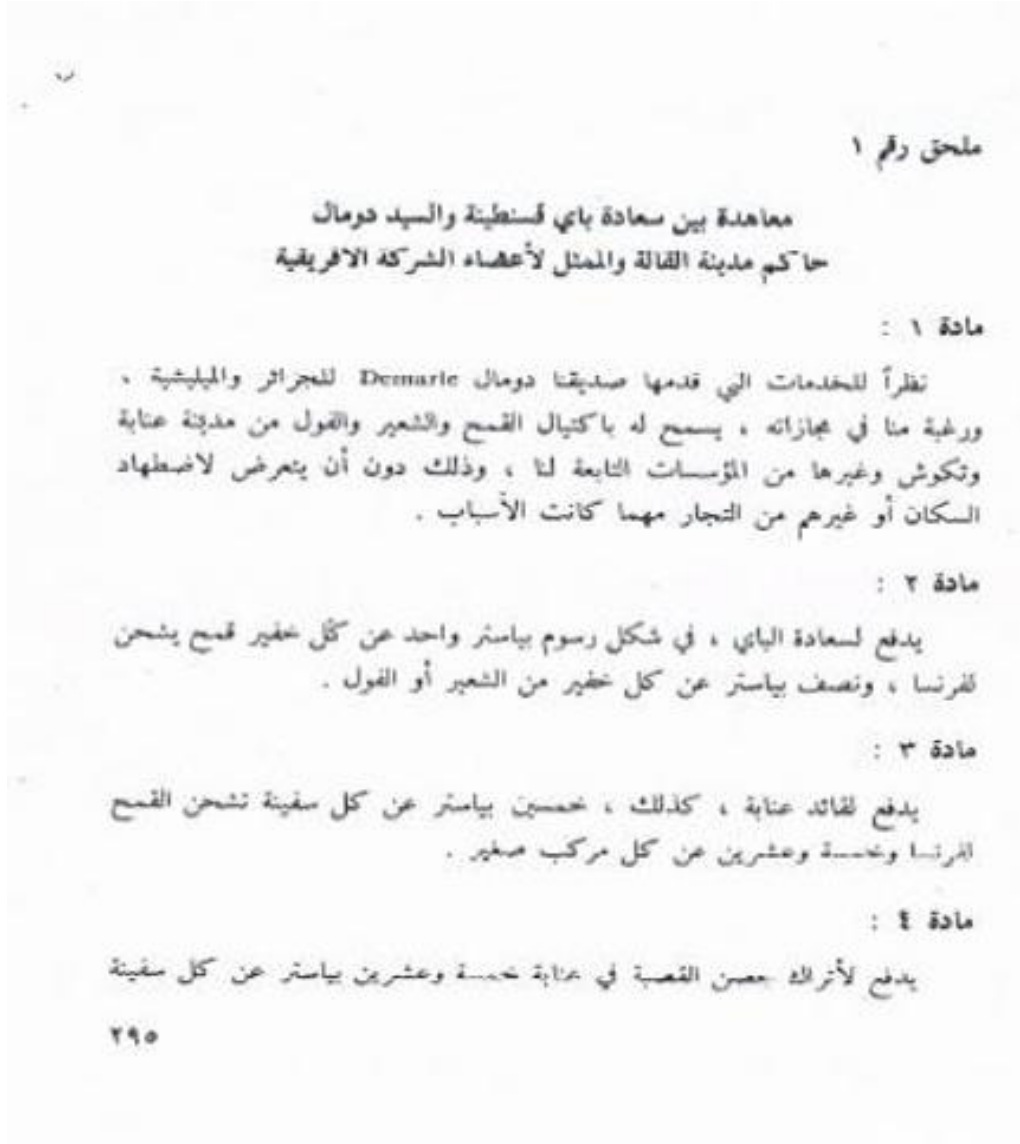 ملحق رقم ١
معاهدة بين سعادة باي قسنطينة والسيد دومال
حاكم مدينة القالة والممثل لأعضاء الشركة الافريقية
مادة ١ :
نظراً للخدمات التي قدمها صديقنا دومال Demarle للجزائر والميليشية ،
ورغبة منا في مجازاته ، يسمح له باكتيال القمح والشعير والفول من مدينة عنابة
وتكوش وغيرها من المؤسسات التابعة لنا ، وذلك دون أن يتعرض لاضطهاد
السكان أو غيرهم من التجار مهما كانت الأسباب .
مادة ٢ :
يدفع لسعادة الباي ، في شكل رسوم بياستر واحد عن كل خفير قمح يشحن
لفرنسا ، ونصف بياستر عن كل خفير من الشعير أو الفول .
مادة ٣ :
يدفع لقائد عنابة ، كذلك ، خمسين بياستر عن كل سفينة تشحن القمح
لفرنسا وخمسة وعشرين عن كل مركب صغير .
مادة ٤ :
يدفع لأتراك حصن القصبة في عنابة خمسة وعشرين بياستر عن كل سفينة
٢٩٥